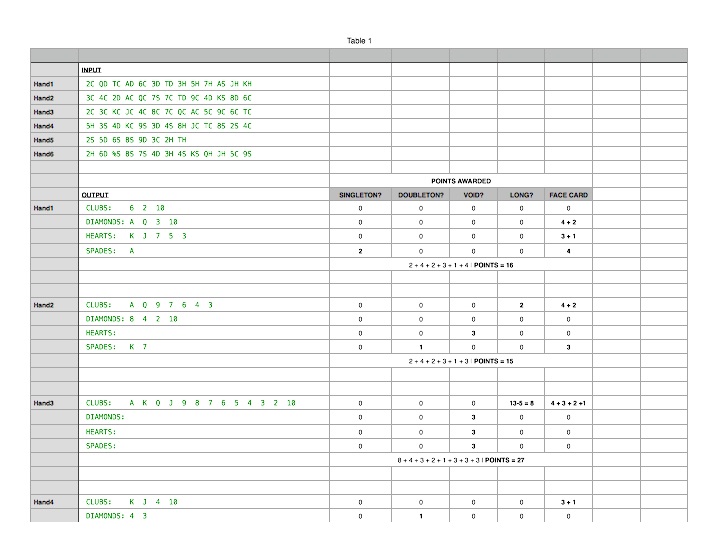 Table 1
INPUT
Hand1 2C QD TC AD 6C 3D TD 3H 5H 7H AS JH KH
Hand2 3C 4C 2D AC QC 7S 7C TD 9C 4D KS 8D 6C
Hand3 2C 3C KC JC 4C 8C 7C QC AC 5C 9C 6C TC
Hand4 5H 3S 4D KC 9S 3D 4S 8H JC TC 8S 2S 4C
Hand5 2S 5D 6S 8S 9D 3C 2H TH
Hand6 2H 6D %S 8S 7S 4D 3H 4S KS QH JH 5C 9S
POINTS AWARDED
OUTPUT SINGLETON? DOUBLETON? VOID? LONG? FACE CARD
Hand1 CLUBS: 6 2 10 0 0 0 0 0
DIAMONDS: A Q 3 10 0 0 0 0 4 + 2
HEARTS: K J 7 5 3 0 0 0 0 3 + 1
SPADES: A 2 0 0 0 4
2 + 4 + 2 + 3 + 1 + 4 | POINTS = 16
Hand2 CLUBS: A Q 9 7 6 4 3 0 0 0 2 4 + 2
DIAMONDS: 8 4 2 10 0 0 0 0 0
HEARTS: 0 0 3 0 0
SPADES: K 7 0 1 0 0 3
2 + 4 + 2 + 3 + 1 + 3 | POINTS = 15
Hand3 CLUBS: A K Q J 9 8 7 6 5 4 3 2 10 0 0 0 13-5 = 8 4 + 3 + 2 +1
DIAMONDS: 0 0 3 0 0
HEARTS: 0 0 3 0 0
SPADES: 0 0 3 0 0
8 + 4 + 3 + 2 + 1 + 3 + 3 + 3 | POINTS = 27
Hand4 CLUBS: K J 4 10 0 0 0 0 3 + 1
DIAMONDS: 4 3 0 1 0 0 0